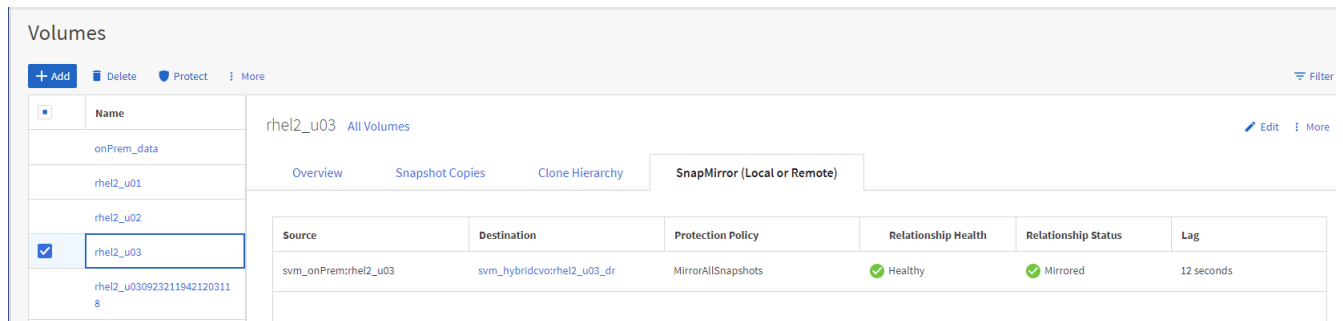 Volumes
+ Add Delete Protect More
Filter
Name
onPrem_data
rhel2_u01
rhel2_u02
rhel2_u03
rhel2_u030923211942120311
8
rhel2_u03 All Volumes
Edit More
Overview Snapshot Copies Clone Hierarchy SnapMirror (Local or Remote)
Source Destination Protection Policy Relationship Health Relationship Status Lag
svm_onPrem:rhel2_u03 svm_hybridcvo:rhel2_u03_dr MirrorAllSnapshots Healthy Mirrored 12 seconds